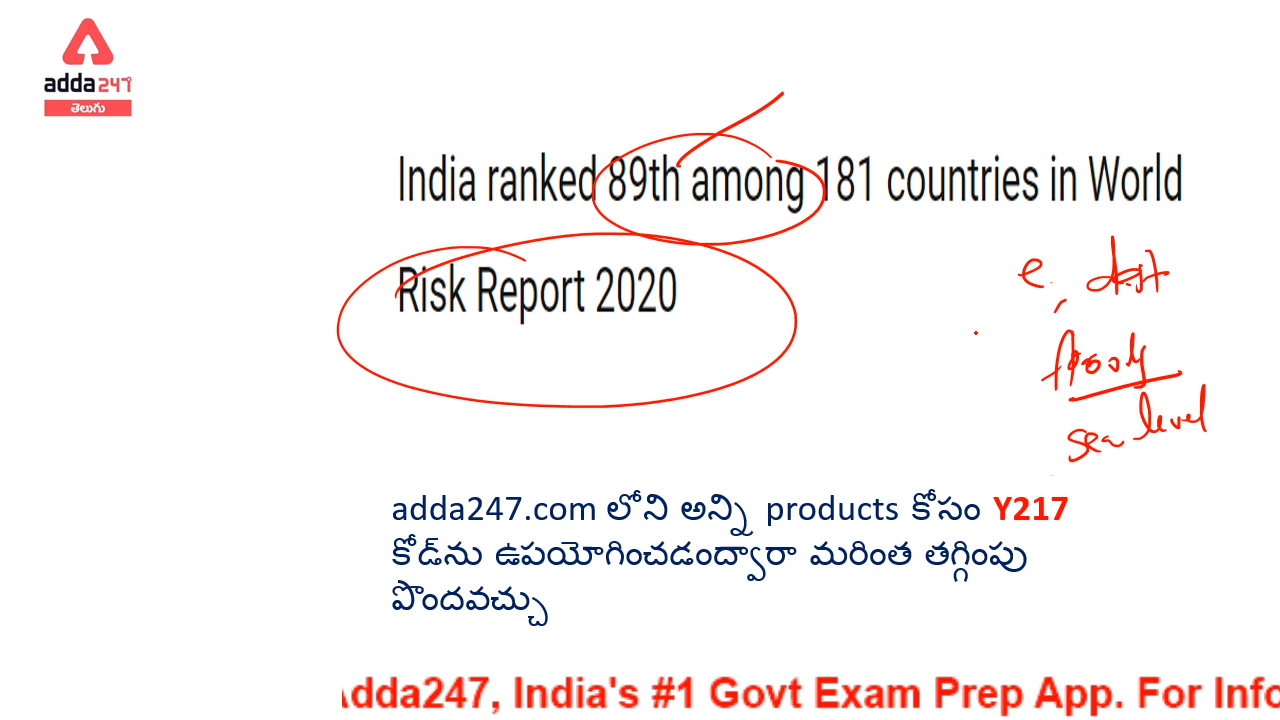 adda247
తెలుగు
India ranked 89th among 181 countries in World
Risk Report 2020
e.
sea level
adda247.com లోని అన్ని products కోసం Y217
కోడ్‌ను ఉపయోగించడంద్వారా మరింత తగ్గింపు
పొందవచ్చు
Adda247, India's #1 Govt Exam Prep App. For Info